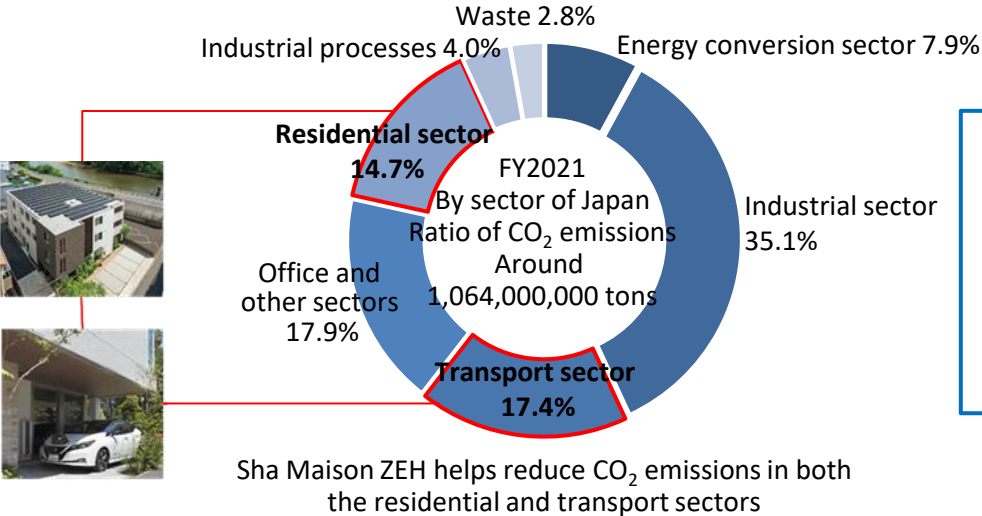 Waste 2.8%
Industrial processes 4.0%
Energy conversion sector 7.9%
Residential sector
14.7%
FY2021
By sector of Japan
Ratio of CO₂ emissions
Around
1,064,000,000 tons
Industrial sector
35.1%
Office and
other sectors
17.9%
Transport sector
17.4%
Sha Maison ZEH helps reduce CO₂ emissions in both
the residential and transport sectors